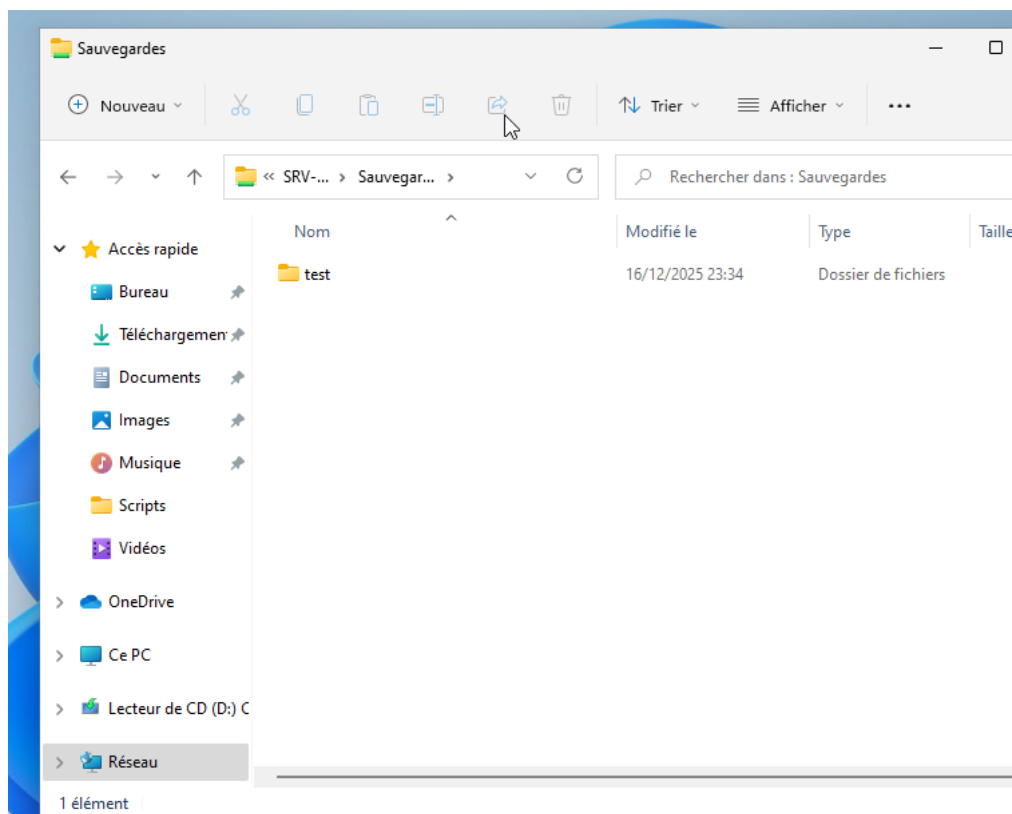 Sauvegardes
Nouveau Trier Afficher ...
« SRV-... > Sauvegar... > Rechercher dans : Sauvegardes
Nom Modifié le Type Taille
Accès rapide
test 16/12/2025 23:34 Dossier de fichiers
Bureau
Téléchargemen
Documents
Images
Musique
Scripts
Vidéos
OneDrive
Ce PC
Lecteur de CD (D:) C
Réseau
1 élément